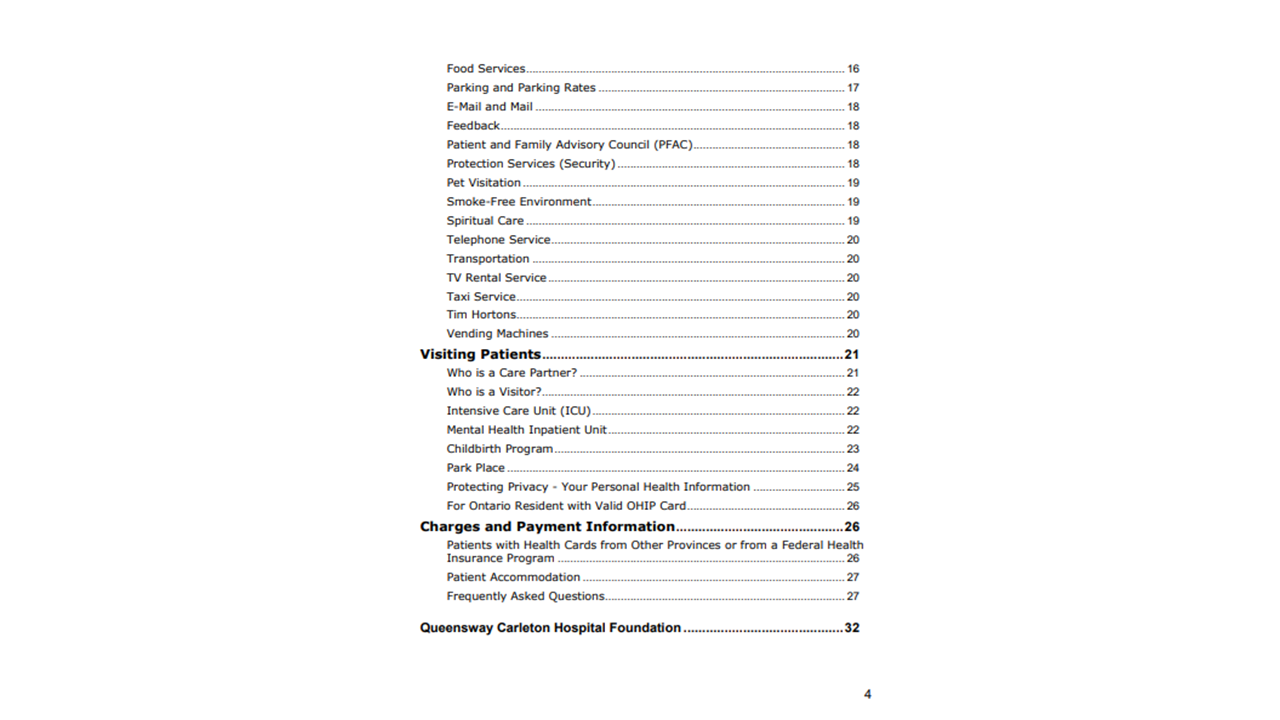 Food Services.......... 16
Parking and Parking Rates .......... 17
E-Mail and Mail .......... 18
Feedback.......... 18
Patient and Family Advisory Council (PFAC).......... 18
Protection Services (Security) .......... 18
Pet Visitation .......... 19
Smoke-Free Environment.......... 19
Spiritual Care .......... 19
Telephone Service.......... 20
Transportation .......... 20
TV Rental Service .......... 20
Taxi Service.......... 20
Tim Hortons.......... 20
Vending Machines .......... 20
Visiting Patients..........21
Who is a Care Partner? .......... 21
Who is a Visitor?.......... 22
Intensive Care Unit (ICU) .......... 22
Mental Health Inpatient Unit.......... 22
Childbirth Program.......... 23
Park Place .......... 24
Protecting Privacy - Your Personal Health Information .......... 25
For Ontario Resident with Valid OHIP Card.......... 26
Charges and Payment Information..........26
Patients with Health Cards from Other Provinces or from a Federal Health
Insurance Program .......... 26
Patient Accommodation .......... 27
Frequently Asked Questions.......... 27
Queensway Carleton Hospital Foundation ..........32
4